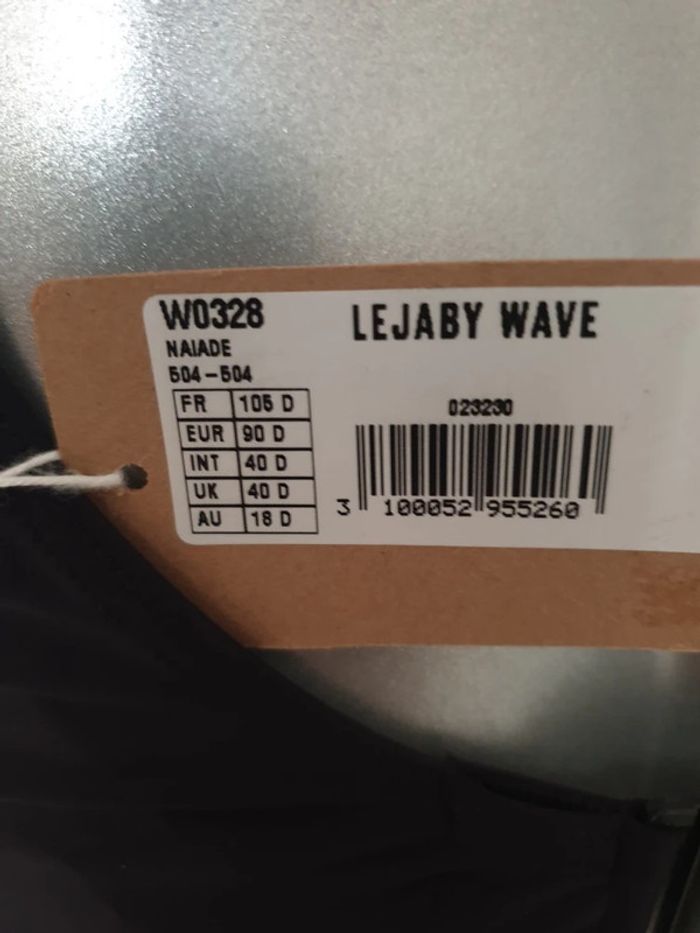 W0328
LEJABY WAVE
NAIADE
504-504
FR 105 D
EUR 90 D
INT 40 D
UK 40 D
AU 18 D
023230
3 100052 955260